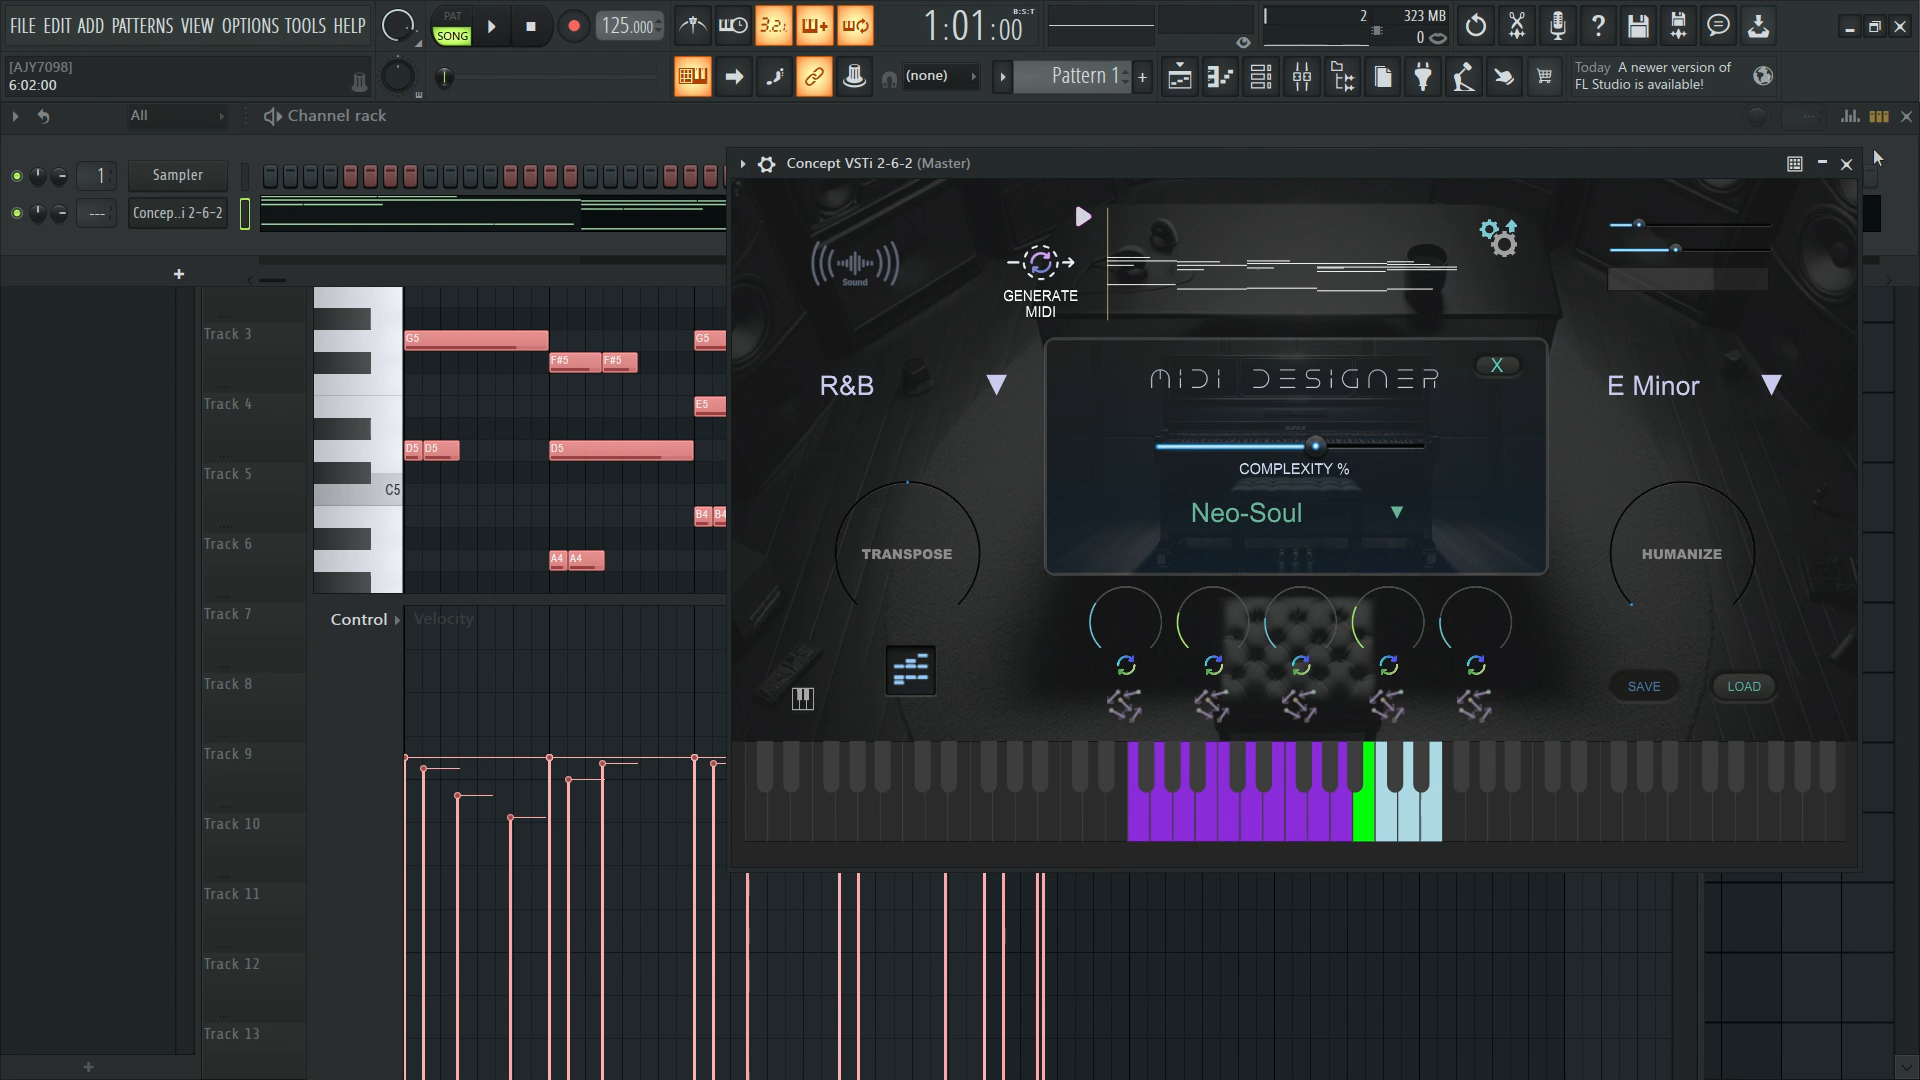 FILE EDIT ADD PATTERNS VIEW OPTIONS TOOLS HELP
PAT
SONG
125.000
3.2.1
1:01:00
B:S:T
2
323 MB
0
[AJY7098]
6:02:00
(none)
Pattern 1
+
Today A newer version of
FL Studio is available!
All
Channel rack
1
Sampler
---
Concep..i 2-6-2
+
Track 3
Track 4
Track 5
Track 6
Track 7
Track 8
Track 9
Track 10
Track 11
Track 12
Track 13
+
G5
G5
F#5
F#5
E5
D5
D5
D5
C5
B4
B4
A4
A4
Control
Velocity
Concept VSTi 2-6-2 (Master)
Sound
GENERATE
MIDI
R&B
MIDI DESIGNER
X
E Minor
COMPLEXITY %
Neo-Soul
TRANSPOSE
HUMANIZE
SAVE
LOAD